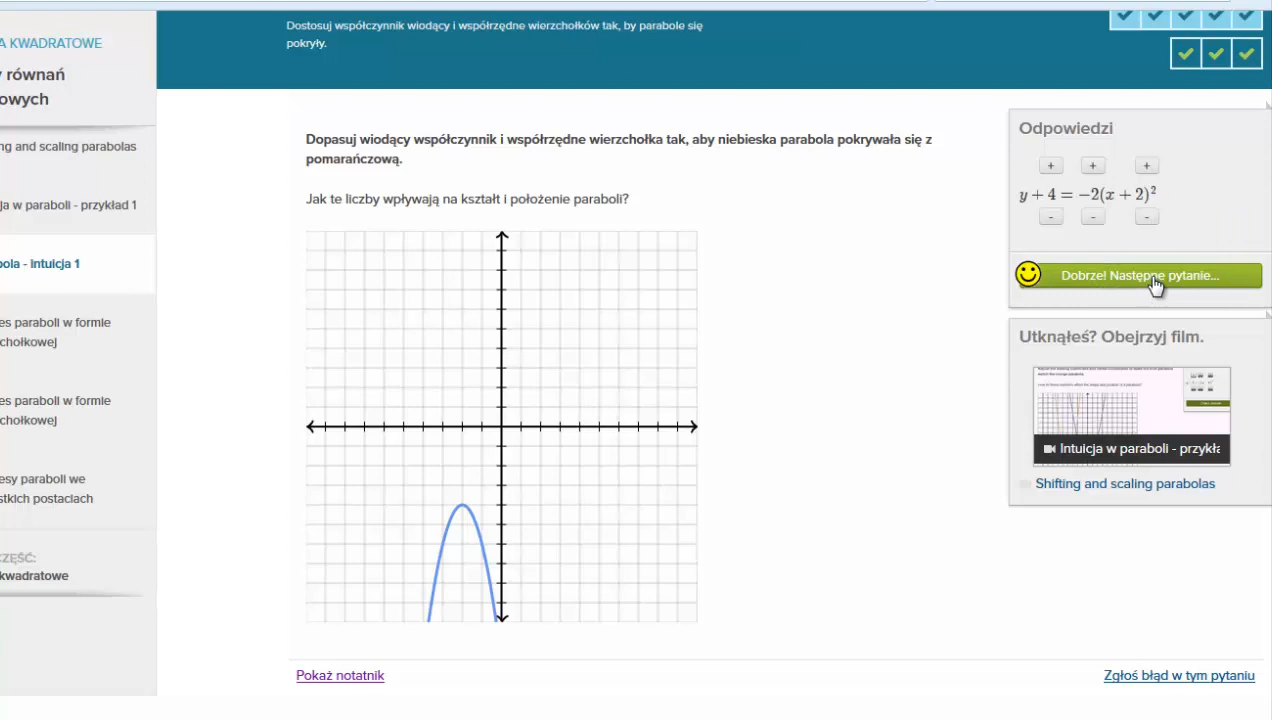 Dostosuj współczynnik wiodący i współrzędne wierzchołków tak, by parabole się
pokryły.
A KWADRATOWE
y równań
owych
ng and scaling parabolas
ja w paraboli - przykład 1
bola - Intuicja 1
es paraboli w formie
chołkowej
es paraboli w formie
chołkowej
esy paraboli we
stkich postaciach
ZĘŚĆ:
kwadratowe
Dopasuj wiodący współczynnik i współrzędne wierzchołka tak, aby niebieska parabola pokrywała się z
pomarańczową.
Jak te liczby wpływają na kształt i położenie paraboli?
Pokaż notatnik
Zgłoś błąd w tym pytaniu
Odpowiedzi
+ + +
y + 4 = −2(x + 2)²
- - -
Dobrze! Następne pytanie...
Utknąłeś? Obejrzyj film.
Intuicja w paraboli - przykła
Shifting and scaling parabolas